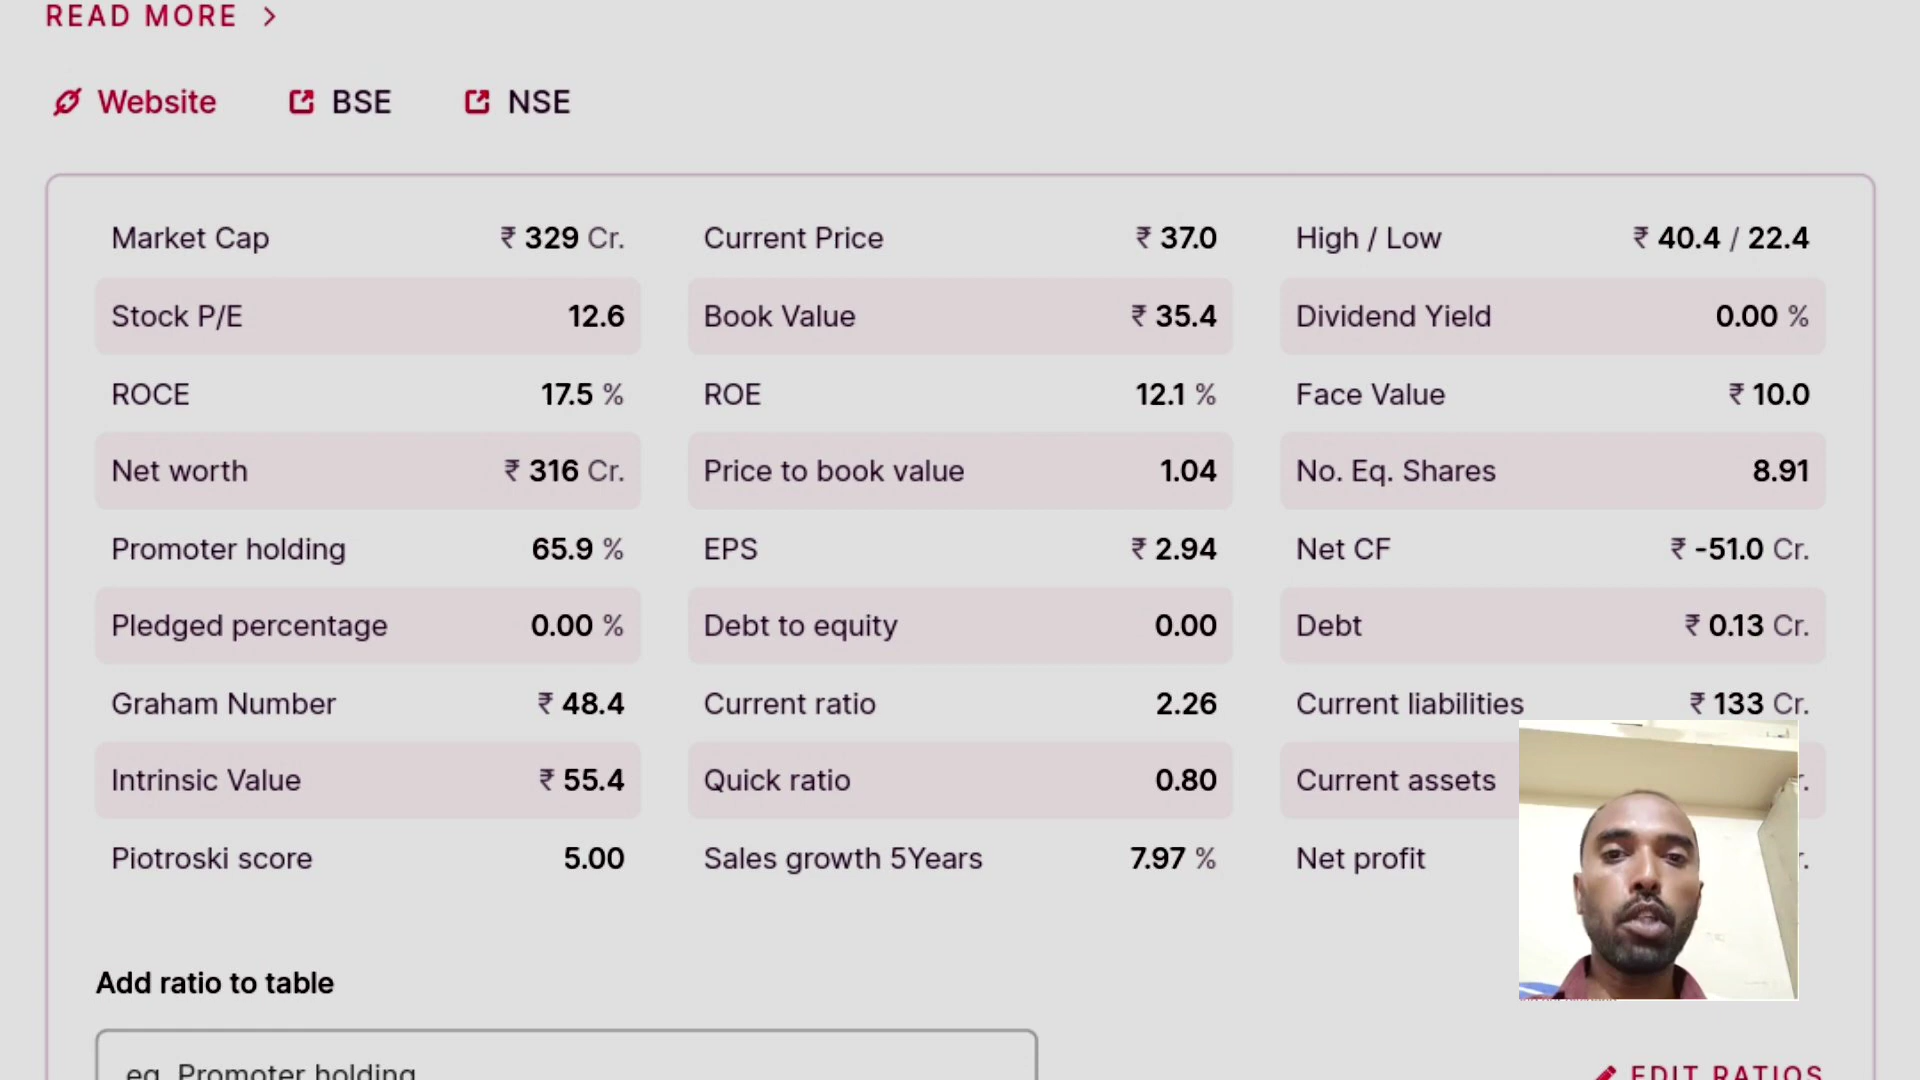 READ MORE >
Website BSE NSE
Market Cap ₹ 329 Cr. Current Price ₹ 37.0 High / Low ₹ 40.4 / 22.4
Stock P/E 12.6 Book Value ₹ 35.4 Dividend Yield 0.00 %
ROCE 17.5 % ROE 12.1 % Face Value ₹ 10.0
Net worth ₹ 316 Cr. Price to book value 1.04 No. Eq. Shares 8.91
Promoter holding 65.9 % EPS ₹ 2.94 Net CF ₹ -51.0 Cr.
Pledged percentage 0.00 % Debt to equity 0.00 Debt ₹ 0.13 Cr.
Graham Number ₹ 48.4 Current ratio 2.26 Current liabilities ₹ 133 Cr.
Intrinsic Value ₹ 55.4 Quick ratio 0.80 Current assets
Piotroski score 5.00 Sales growth 5Years 7.97 % Net profit
Add ratio to table
eg. Promoter holding
EDIT RATIOS